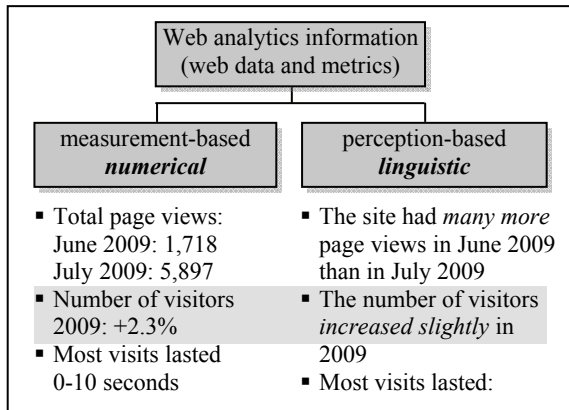 Web analytics information
(web data and metrics)
measurement-based
numerical
perception-based
linguistic
▪ Total page views:
June 2009: 1,718
July 2009: 5,897
▪ Number of visitors
2009: +2.3%
▪ Most visits lasted
0-10 seconds
▪ The site had many more
page views in June 2009
than in July 2009
▪ The number of visitors
increased slightly in
2009
▪ Most visits lasted: